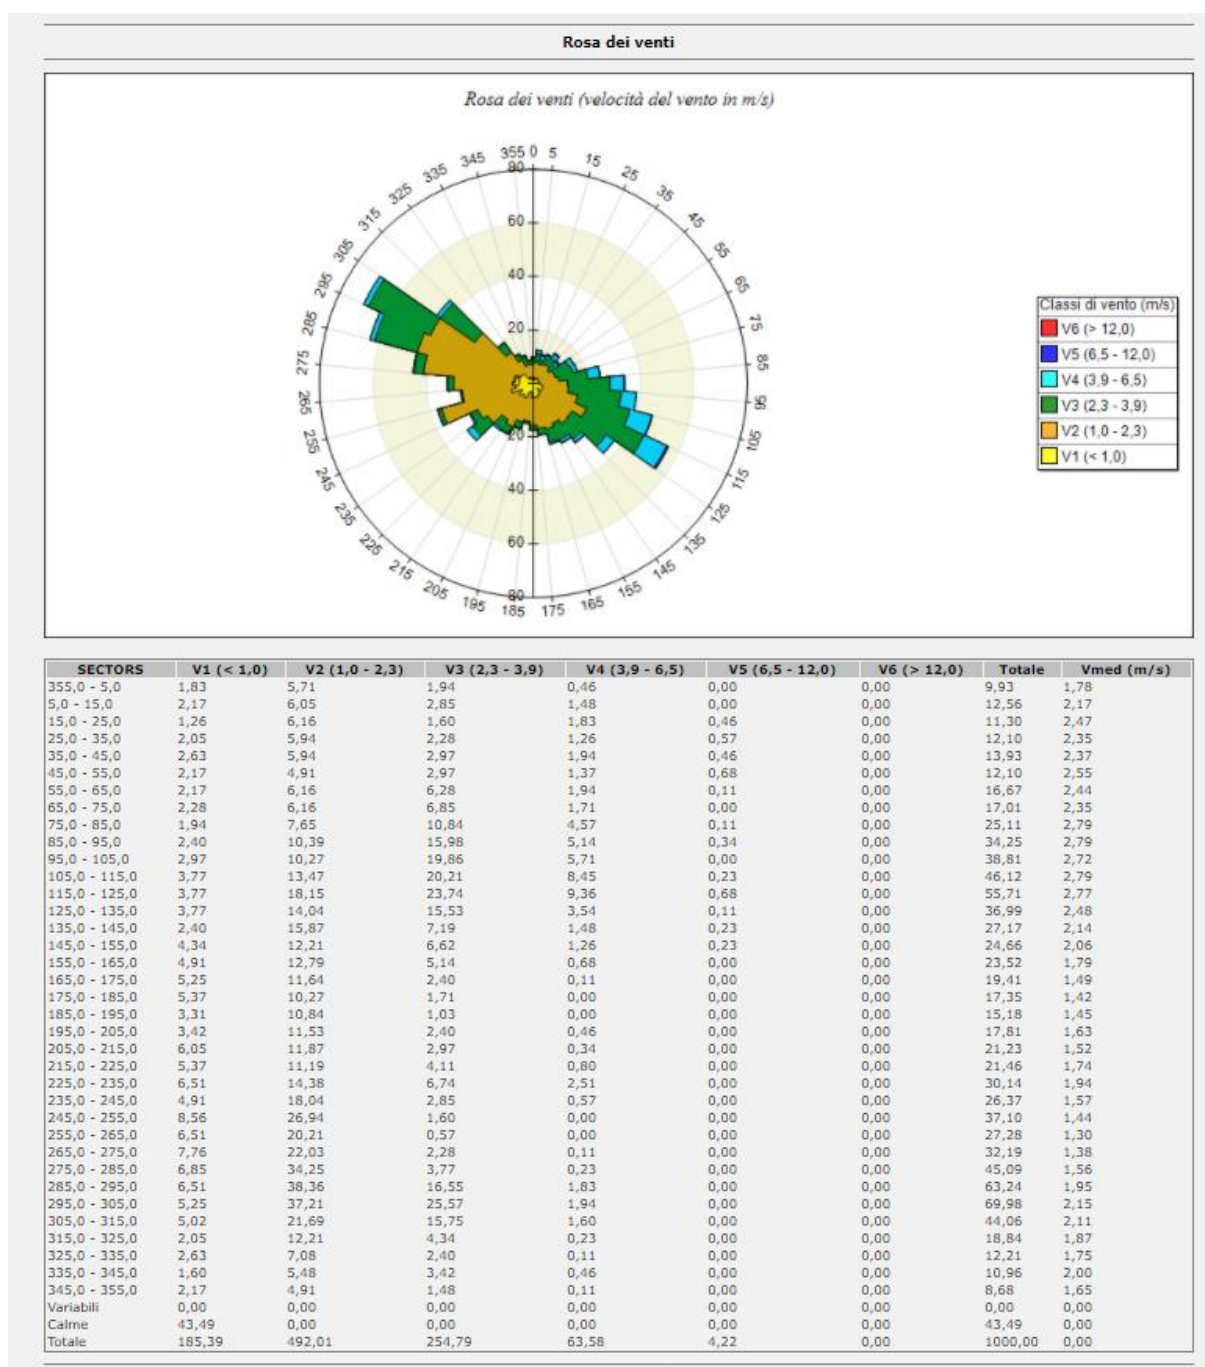 Rosa dei venti
Rosa dei venti (velocità del vento in m/s)
355 0 5 15 25 35 45 55 65 75 85 95 105 115 125 135 145 155 165 175 185 195 205 215 225 235 245 255 265 275 285 295 305 315 325 335 345
80
60
40
20
20
40
60
80
Classi di vento (m/s)
V6 (> 12,0)
V5 (6,5 - 12,0)
V4 (3,9 - 6,5)
V3 (2,3 - 3,9)
V2 (1,0 - 2,3)
V1 (< 1,0)
SECTORS V1 (< 1,0) V2 (1,0 - 2,3) V3 (2,3 - 3,9) V4 (3,9 - 6,5) V5 (6,5 - 12,0) V6 (> 12,0) Totale Vmed (m/s)
355,0 - 5,0 1,83 5,71 1,94 0,46 0,00 0,00 9,93 1,78
5,0 - 15,0 2,17 6,05 2,85 1,48 0,00 0,00 12,56 2,17
15,0 - 25,0 1,26 6,16 1,60 1,83 0,46 0,00 11,30 2,47
25,0 - 35,0 2,05 5,94 2,28 1,26 0,57 0,00 12,10 2,35
35,0 - 45,0 2,63 5,94 2,97 1,94 0,46 0,00 13,93 2,37
45,0 - 55,0 2,17 4,91 2,97 1,37 0,68 0,00 12,10 2,55
55,0 - 65,0 2,17 6,16 6,28 1,94 0,11 0,00 16,67 2,44
65,0 - 75,0 2,28 6,16 6,85 1,71 0,00 0,00 17,01 2,35
75,0 - 85,0 1,94 7,65 10,84 4,57 0,11 0,00 25,11 2,79
85,0 - 95,0 2,40 10,39 15,98 5,14 0,34 0,00 34,25 2,79
95,0 - 105,0 2,97 10,27 19,86 5,71 0,00 0,00 38,81 2,72
105,0 - 115,0 3,77 13,47 20,21 8,45 0,23 0,00 46,12 2,79
115,0 - 125,0 3,77 18,15 23,74 9,36 0,68 0,00 55,71 2,77
125,0 - 135,0 3,77 14,04 15,53 3,54 0,11 0,00 36,99 2,48
135,0 - 145,0 2,40 15,87 7,19 1,48 0,23 0,00 27,17 2,14
145,0 - 155,0 4,34 12,21 6,62 1,26 0,23 0,00 24,66 2,06
155,0 - 165,0 4,91 12,79 5,14 0,68 0,00 0,00 23,52 1,79
165,0 - 175,0 5,25 11,64 2,40 0,11 0,00 0,00 19,41 1,49
175,0 - 185,0 5,37 10,27 1,71 0,00 0,00 0,00 17,35 1,42
185,0 - 195,0 3,31 10,84 1,03 0,00 0,00 0,00 15,18 1,45
195,0 - 205,0 3,42 11,53 2,40 0,46 0,00 0,00 17,81 1,63
205,0 - 215,0 6,05 11,87 2,97 0,34 0,00 0,00 21,23 1,52
215,0 - 225,0 5,37 11,19 4,11 0,80 0,00 0,00 21,46 1,74
225,0 - 235,0 6,51 14,38 6,74 2,51 0,00 0,00 30,14 1,94
235,0 - 245,0 4,91 18,04 2,85 0,57 0,00 0,00 26,37 1,57
245,0 - 255,0 8,56 26,94 1,60 0,00 0,00 0,00 37,10 1,44
255,0 - 265,0 6,51 20,21 0,57 0,00 0,00 0,00 27,28 1,30
265,0 - 275,0 7,76 22,03 2,28 0,11 0,00 0,00 32,19 1,38
275,0 - 285,0 6,85 34,25 3,77 0,23 0,00 0,00 45,09 1,56
285,0 - 295,0 6,51 38,36 16,55 1,83 0,00 0,00 63,24 1,95
295,0 - 305,0 5,25 37,21 25,57 1,94 0,00 0,00 69,98 2,15
305,0 - 315,0 5,02 21,69 15,75 1,60 0,00 0,00 44,06 2,11
315,0 - 325,0 2,05 12,21 4,34 0,23 0,00 0,00 18,84 1,87
325,0 - 335,0 2,63 7,08 2,40 0,11 0,00 0,00 12,21 1,75
335,0 - 345,0 1,60 5,48 3,42 0,46 0,00 0,00 10,96 2,00
345,0 - 355,0 2,17 4,91 1,48 0,11 0,00 0,00 8,68 1,65
Variabili 0,00 0,00 0,00 0,00 0,00 0,00 0,00 0,00
Calme 43,49 0,00 0,00 0,00 0,00 0,00 43,49 0,00
Totale 185,39 492,01 254,79 63,58 4,22 0,00 1000,00 0,00